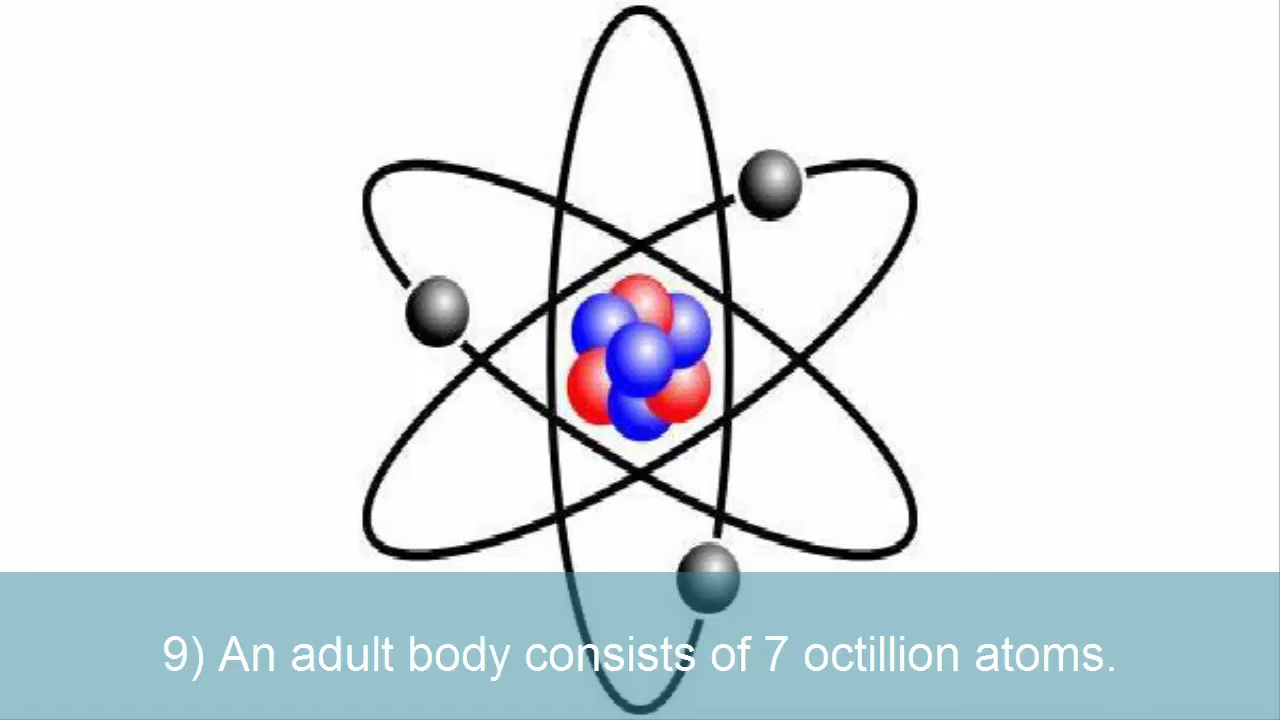 9) An adult body consists of 7 octillion atoms.